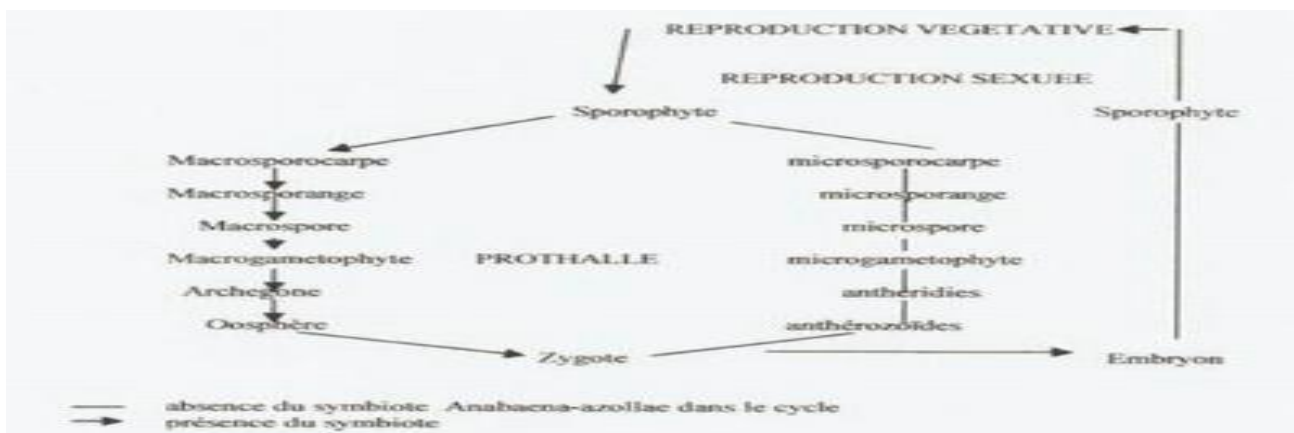 REPRODUCTION VEGETATIVE
REPRODUCTION SEXUEE
Sporophyte Sporophyte
Macrosporocarpe microsporocarpe
Macrosporange microsporange
Macrospore microspore
Macrogametophyte PROTHALLE microgametophyte
Archegone antheridies
Oosphère anthérozoïdes
Zygote Embryon
absence du symbiote Anabaena-azollae dans le cycle
présence du symbiote